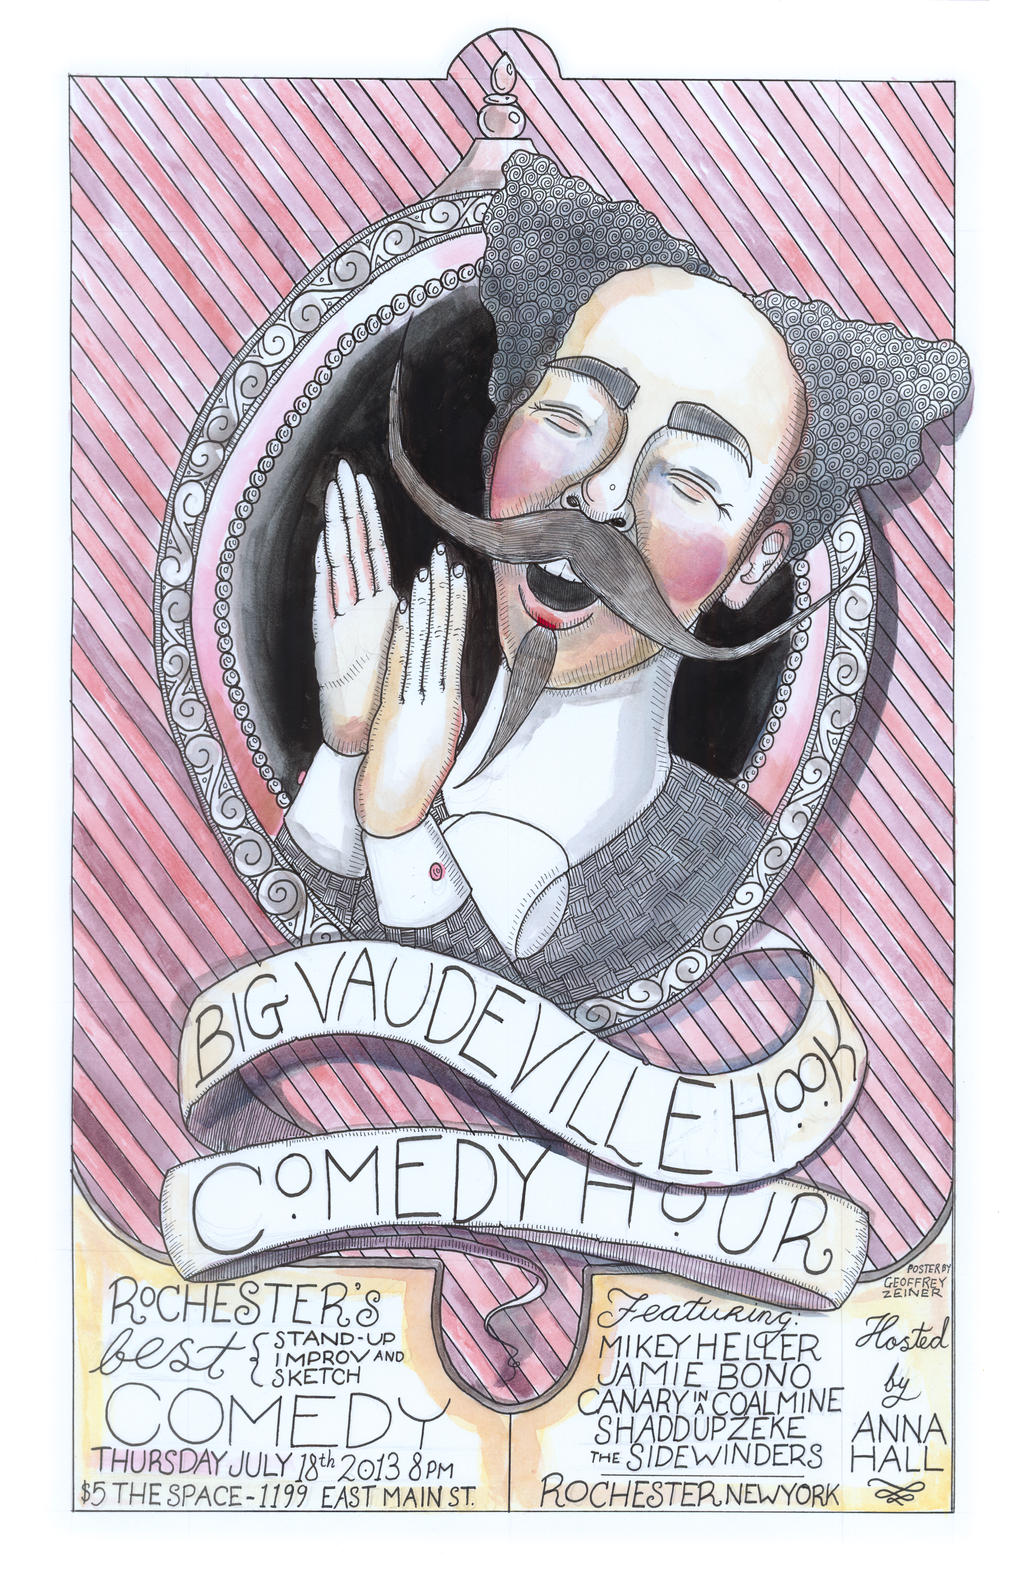 BIG VAUDEVILLE HOOK
COMEDY HOUR
POSTER BY
GEOFFREY
ZEINER
ROCHESTER'S
best { STAND-UP
IMPROV AND
SKETCH
COMEDY
THURSDAY JULY 18th 2013 8PM
$5 THE SPACE - 1199 EAST MAIN ST.
Featuring:
MIKEY HELLER
JAMIE BONO
CANARY IN A COALMINE
SHADDUPZEKE
THE SIDEWINDERS
ROCHESTER NEW YORK
Hosted
by
ANNA
HALL